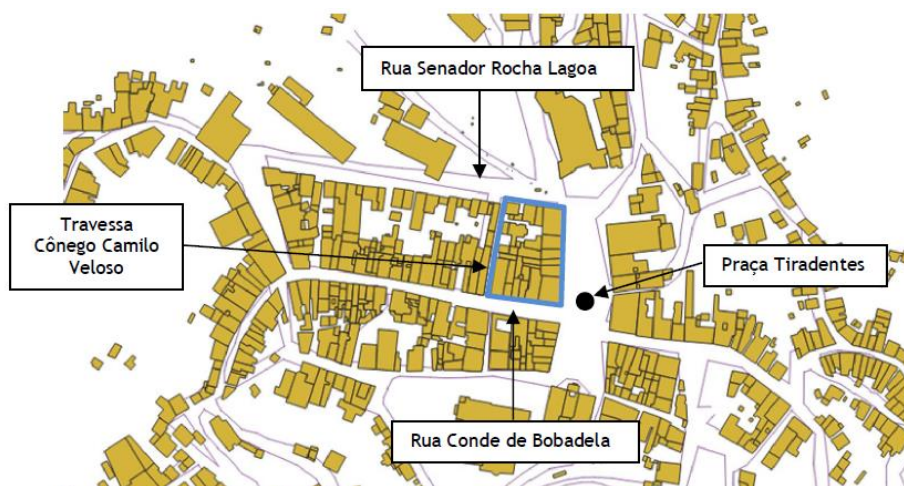 Rua Senador Rocha Lagoa
Travessa
Cônego Camilo
Veloso
Praça Tiradentes
Rua Conde de Bobadela